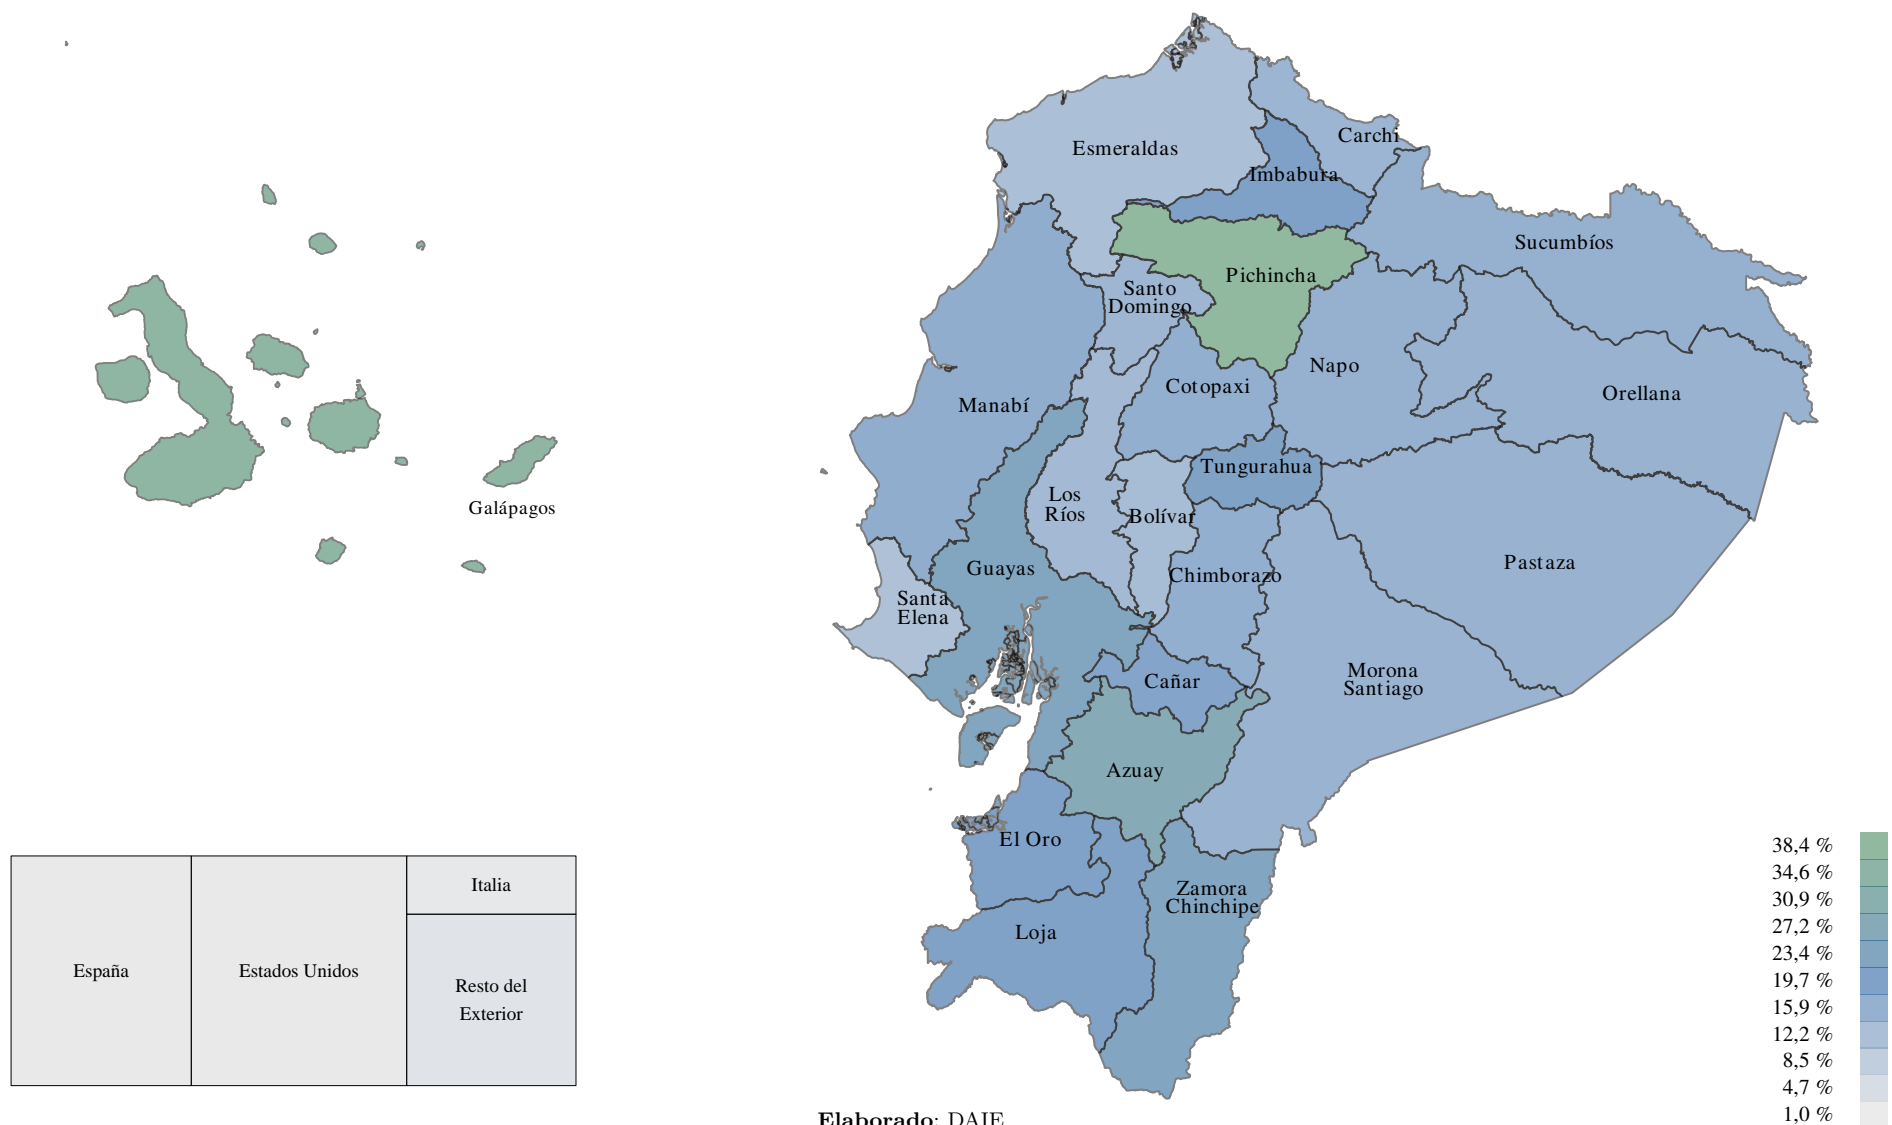 Esmeraldas
Carchi
Imbabura
Sucumbíos
Pichincha
Santo
Domingo
Napo
Cotopaxi
Orellana
Manabí
Tungurahua
Los
Ríos
Bolívar
Galápagos
Pastaza
Guayas
Chimborazo
Santa
Elena
Morona
Santiago
Cañar
Azuay
El Oro
Zamora
Chinchipe
Loja
Italia
España
Estados Unidos
Resto del
Exterior
38,4 %
34,6 %
30,9 %
27,2 %
23,4 %
19,7 %
15,9 %
12,2 %
8,5 %
4,7 %
1,0 %
Elaborado: DAIE